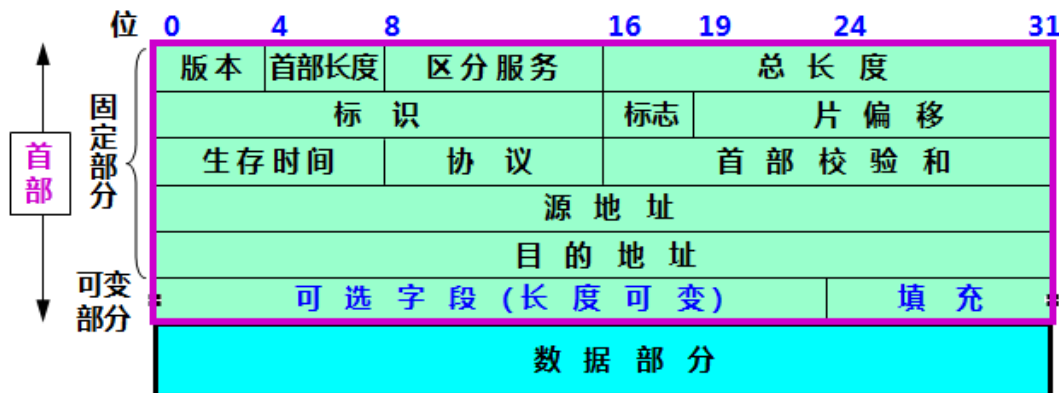 位 0 4 8 16 19 24 31
版本 首部长度 区分服务 总长度
标识 标志 片偏移
生存时间 协议 首部校验和
源地址
目的地址
可选字段(长度可变) 填充
数据部分
首部
固定部分
可变
部分